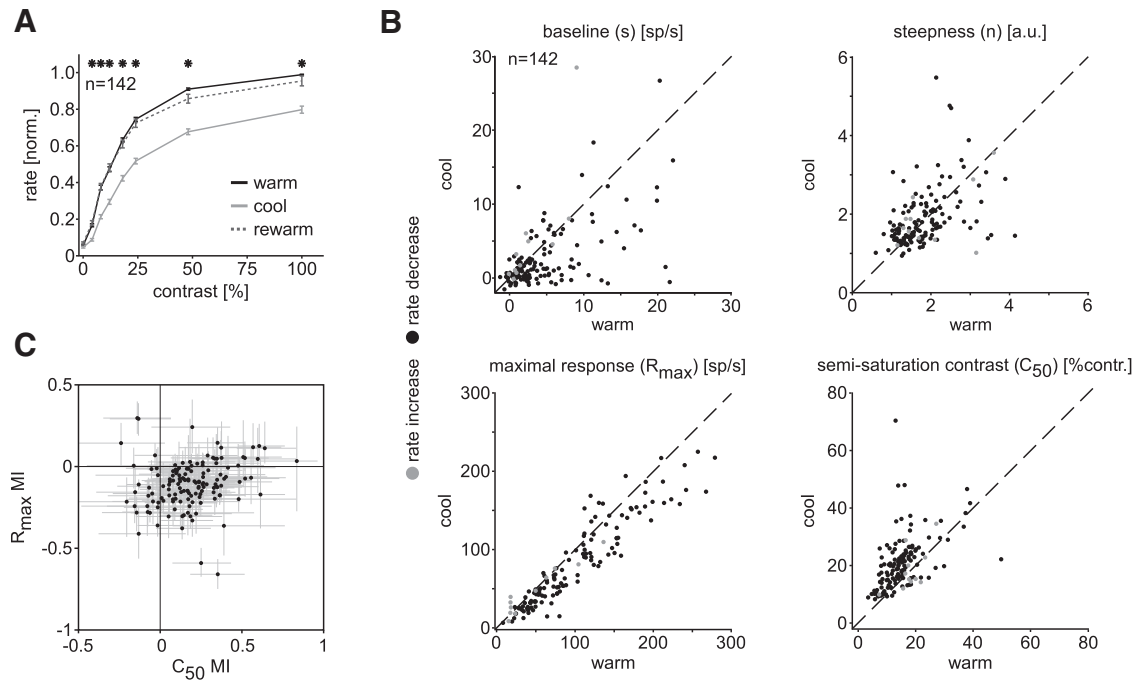 A
n=142
1.0
0.8
0.6
0.4
0.2
0
rate [norm.]
warm
cool
rewarm
0 25 50 75 100
contrast [%]
B
rate decrease
rate increase
baseline (s) [sp/s]
n=142
30
20
10
0
cool
0 10 20 30
warm
steepness (n) [a.u.]
6
4
2
0
cool
0 2 4 6
warm
maximal response (Rmax) [sp/s]
300
200
100
0
cool
0 100 200 300
warm
semi-saturation contrast (C50) [%contr.]
80
60
40
20
0
cool
0 20 40 60 80
warm
C
0.5
0
-0.5
-1
Rmax MI
-0.5 0 0.5 1
C50 MI